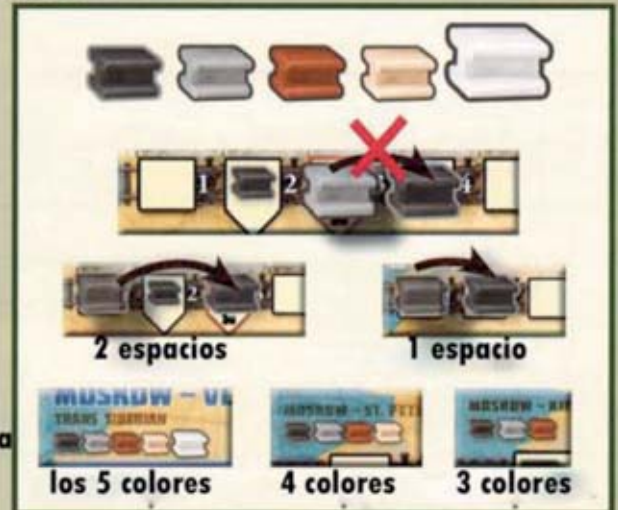 1 2 3 4
2
2 espacios
1 espacio
MOSKOW – VL
TRANS SIBERIAN
MOSKOW – ST. PETE
MOSKOW – KI
a
los 5 colores
4 colores
3 colores